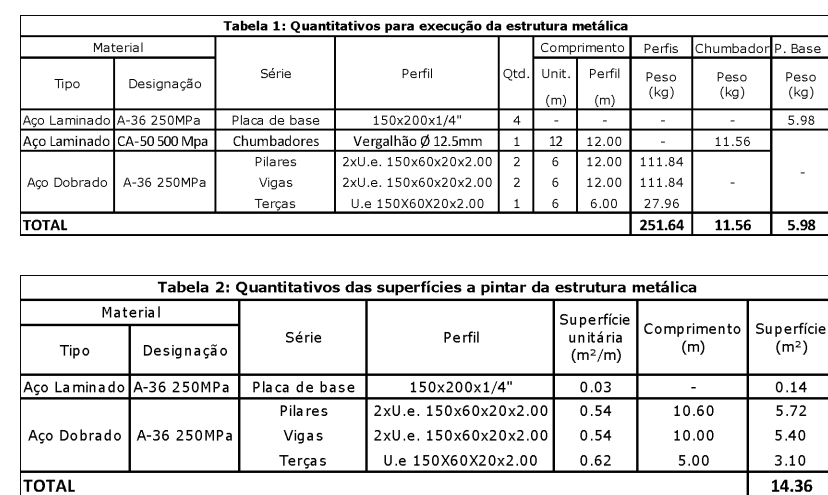 Tabela 1: Quantitativos para execução da estrutura metálica
Material Série Perfil Qtd. Comprimento Perfis Chumbador P. Base
Tipo Designação Unit. (m) Perfil (m) Peso (kg) Peso (kg) Peso (kg)
Aço Laminado A-36 250MPa Placa de base 150x200x1/4" 4 - - - - 5.98
Aço Laminado CA-50 500 Mpa Chumbadores Vergalhão Ø 12.5mm 1 12 12.00 - 11.56 -
Aço Dobrado A-36 250MPa Pilares 2xU.e. 150x60x20x2.00 2 6 12.00 111.84 -
Vigas 2xU.e. 150x60x20x2.00 2 6 12.00 111.84
Terças U.e 150X60X20x2.00 1 6 6.00 27.96
TOTAL 251.64 11.56 5.98
Tabela 2: Quantitativos das superfícies a pintar da estrutura metálica
Material Série Perfil Superfície unitária (m²/m) Comprimento (m) Superfície (m²)
Tipo Designação
Aço Laminado A-36 250MPa Placa de base 150x200x1/4" 0.03 - 0.14
Aço Dobrado A-36 250MPa Pilares 2xU.e. 150x60x20x2.00 0.54 10.60 5.72
Vigas 2xU.e. 150x60x20x2.00 0.54 10.00 5.40
Terças U.e 150X60X20x2.00 0.62 5.00 3.10
TOTAL 14.36